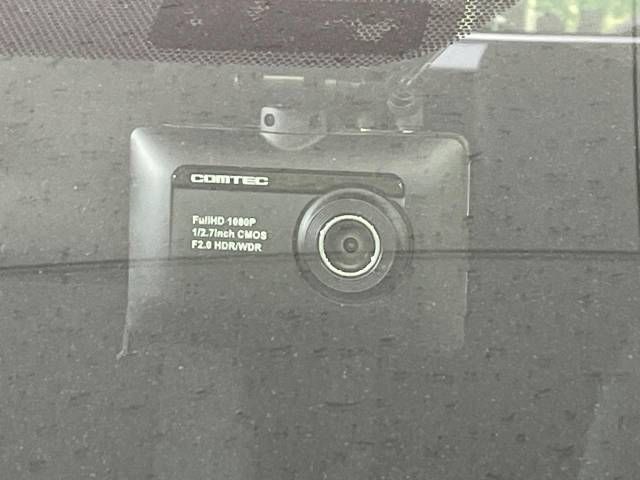 COMTEC
FullHD 1080P
1/2.7inch CMOS
F2.0 HDR/WDR